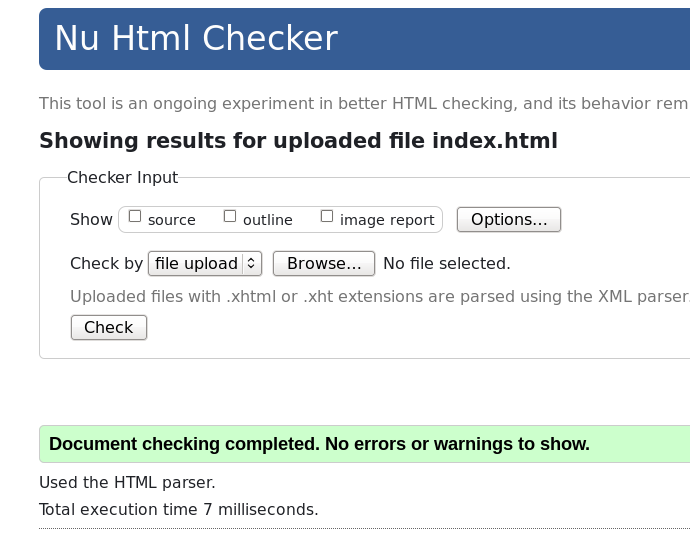 Nu Html Checker
This tool is an ongoing experiment in better HTML checking, and its behavior rem
Showing results for uploaded file index.html
Checker Input
Show source outline image report Options...
Check by file upload Browse... No file selected.
Uploaded files with .xhtml or .xht extensions are parsed using the XML parser.
Check
Document checking completed. No errors or warnings to show.
Used the HTML parser.
Total execution time 7 milliseconds.